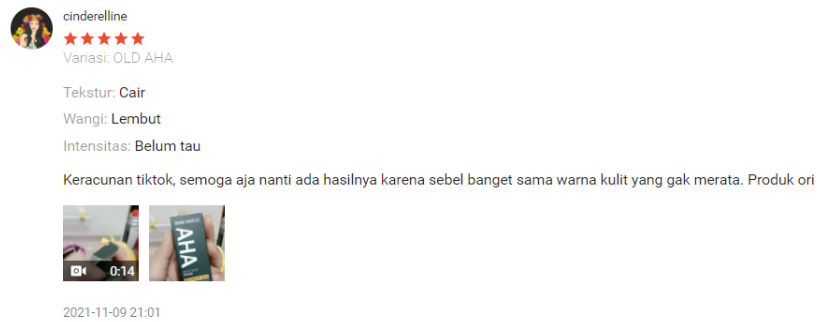 cinderelline
Variasi: OLD AHA
Tekstur: Cair
Wangi: Lembut
Intensitas: Belum tau
Keracunan tiktok, semoga aja nanti ada hasilnya karena sebel banget sama warna kulit yang gak merata. Produk ori
0:14
AHA
2021-11-09 21:01